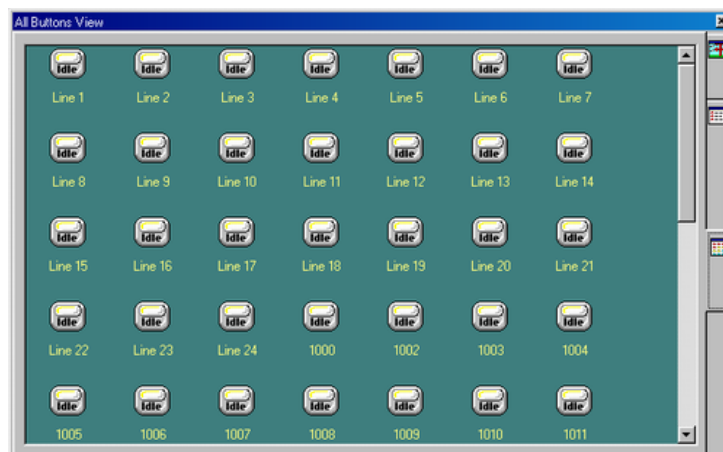 All Buttons View
Idle Idle Idle Idle Idle Idle Idle
Line 1 Line 2 Line 3 Line 4 Line 5 Line 6 Line 7
Idle Idle Idle Idle Idle Idle Idle
Line 8 Line 9 Line 10 Line 11 Line 12 Line 13 Line 14
Idle Idle Idle Idle Idle Idle Idle
Line 15 Line 16 Line 17 Line 18 Line 19 Line 20 Line 21
Idle Idle Idle Idle Idle Idle Idle
Line 22 Line 23 Line 24 1000 1002 1003 1004
Idle Idle Idle Idle Idle Idle Idle
1005 1006 1007 1008 1009 1010 1011